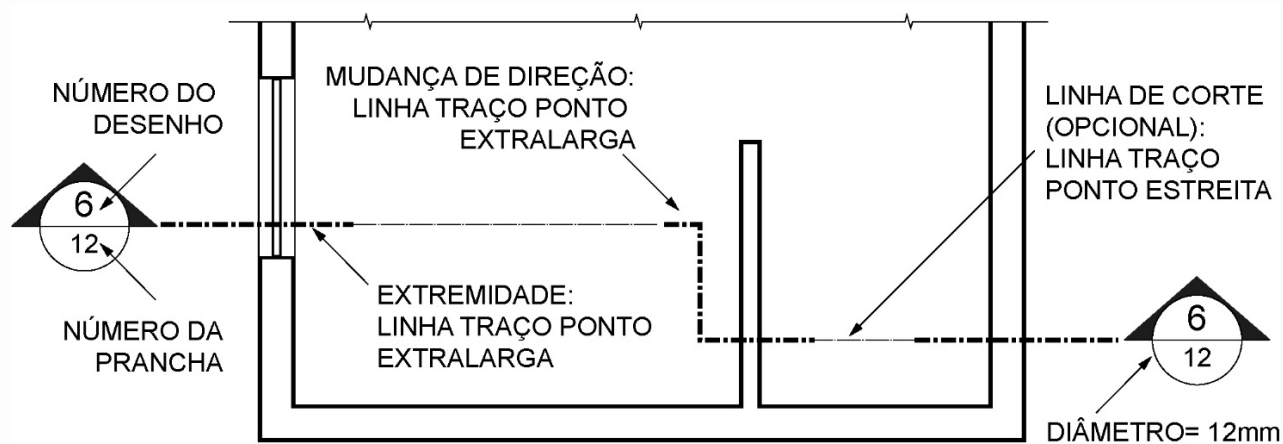 NÚMERO DO
DESENHO
6
12
NÚMERO DA
PRANCHA
MUDANÇA DE DIREÇÃO:
LINHA TRAÇO PONTO
EXTRALARGA
EXTREMIDADE:
LINHA TRAÇO PONTO
EXTRALARGA
LINHA DE CORTE
(OPCIONAL):
LINHA TRAÇO
PONTO ESTREITA
6
12
DIÂMETRO= 12mm